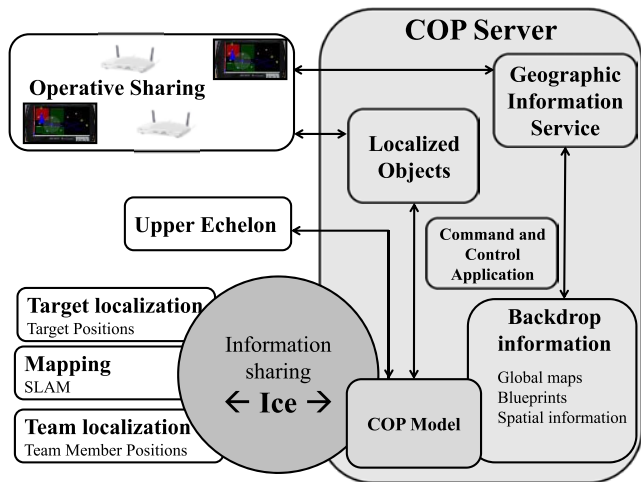 COP Server
Operative Sharing
Geographic
Information
Service
Localized
Objects
Upper Echelon
Command and
Control
Application
Target localization
Target Positions
Mapping
SLAM
Team localization
Team Member Positions
Information
sharing
← Ice →
COP Model
Backdrop
information
Global maps
Blueprints
Spatial information